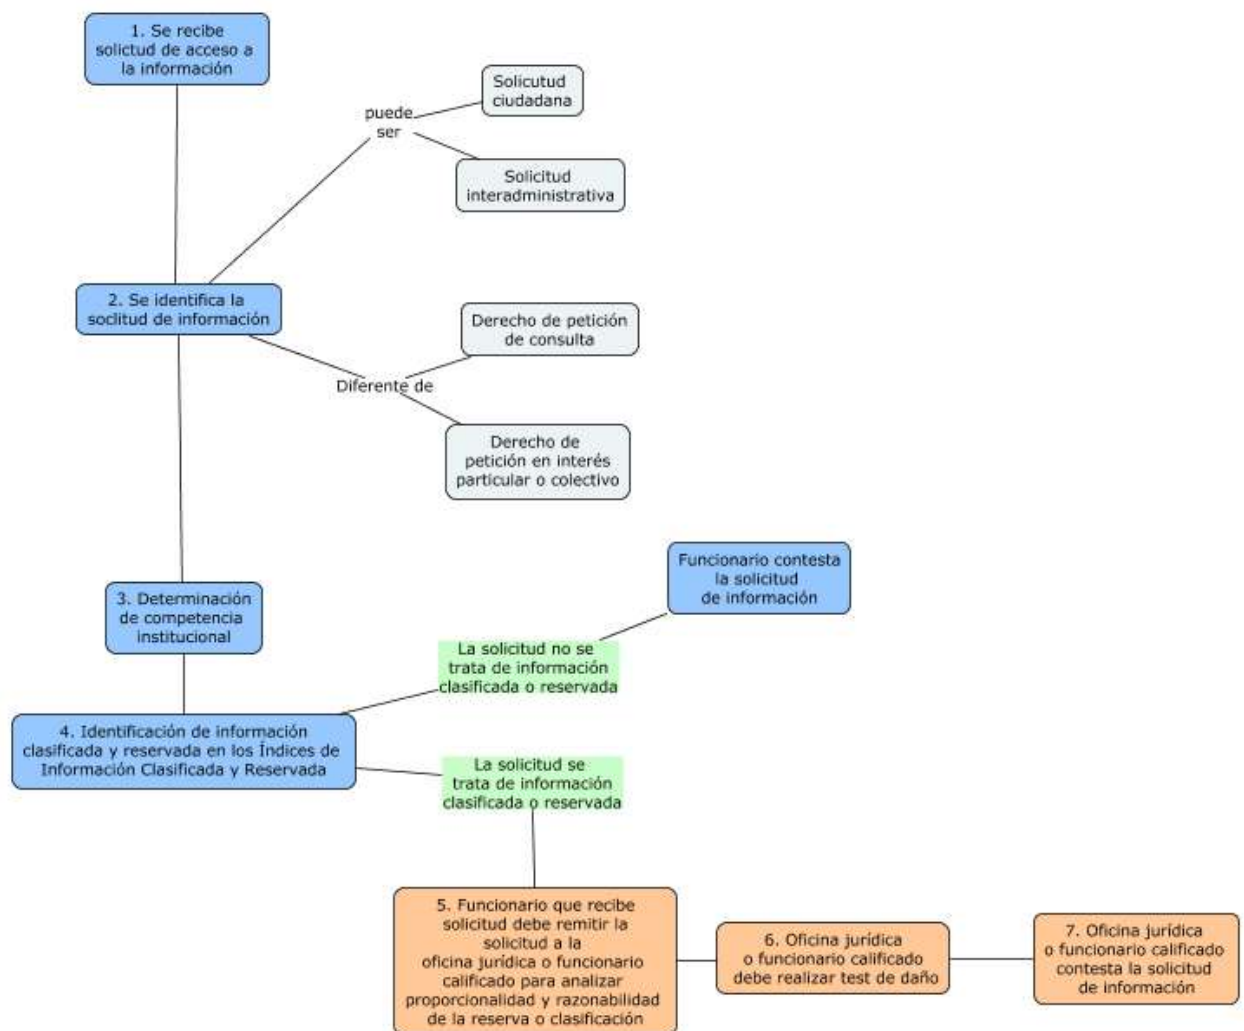 1. Se recibe
solictud de acceso a
la información
Solicutud
ciudadana
puede
ser
Solicitud
interadministrativa
2. Se identifica la
soclitud de información
Derecho de petición
de consulta
Diferente de
Derecho de
petición en interés
particular o colectivo
Funcionario contesta
la solicitud
de información
3. Determinación
de competencia
institucional
La solicitud no se
trata de información
clasificada o reservada
4. Identificación de información
clasificada y reservada en los Índices de
Información Clasificada y Reservada
La solicitud se
trata de información
clasificada o reservada
5. Funcionario que recibe
solicitud debe remitir la
solicitud a la
oficina jurídica o funcionario
calificado para analizar
proporcionalidad y razonabilidad
de la reserva o clasificación
6. Oficina jurídica
o funcionario calificado
debe realizar test de daño
7. Oficina jurídica
o funcionario calificado
contesta la solicitud
de información